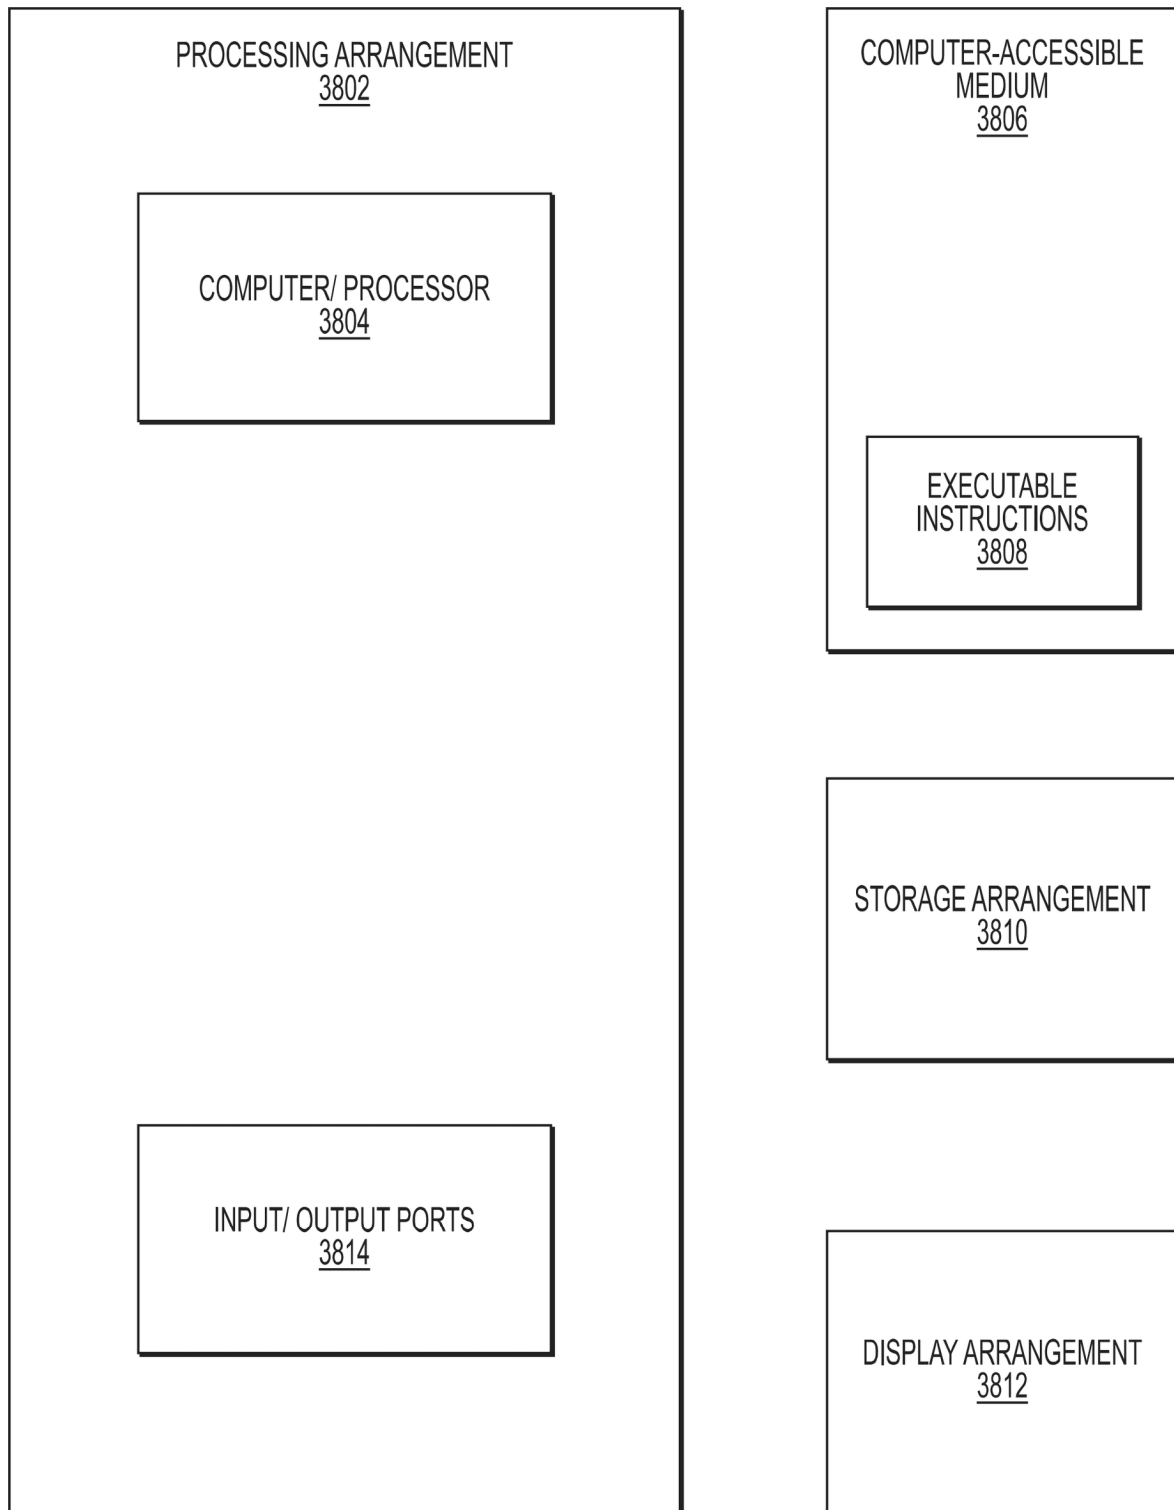 PROCESSING ARRANGEMENT
3802
COMPUTER/ PROCESSOR
3804
INPUT/ OUTPUT PORTS
3814
COMPUTER-ACCESSIBLE
MEDIUM
3806
EXECUTABLE
INSTRUCTIONS
3808
STORAGE ARRANGEMENT
3810
DISPLAY ARRANGEMENT
3812